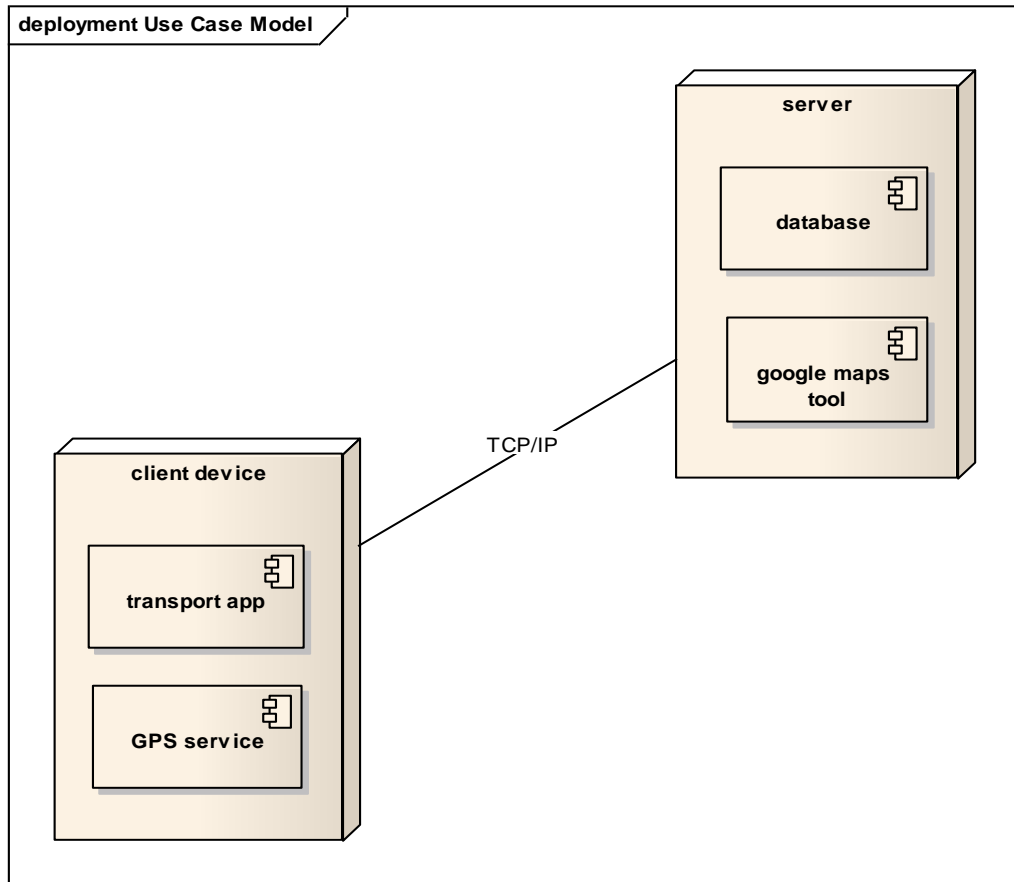 deployment Use Case Model
server
database
google maps
tool
TCP/IP
client device
transport app
GPS service